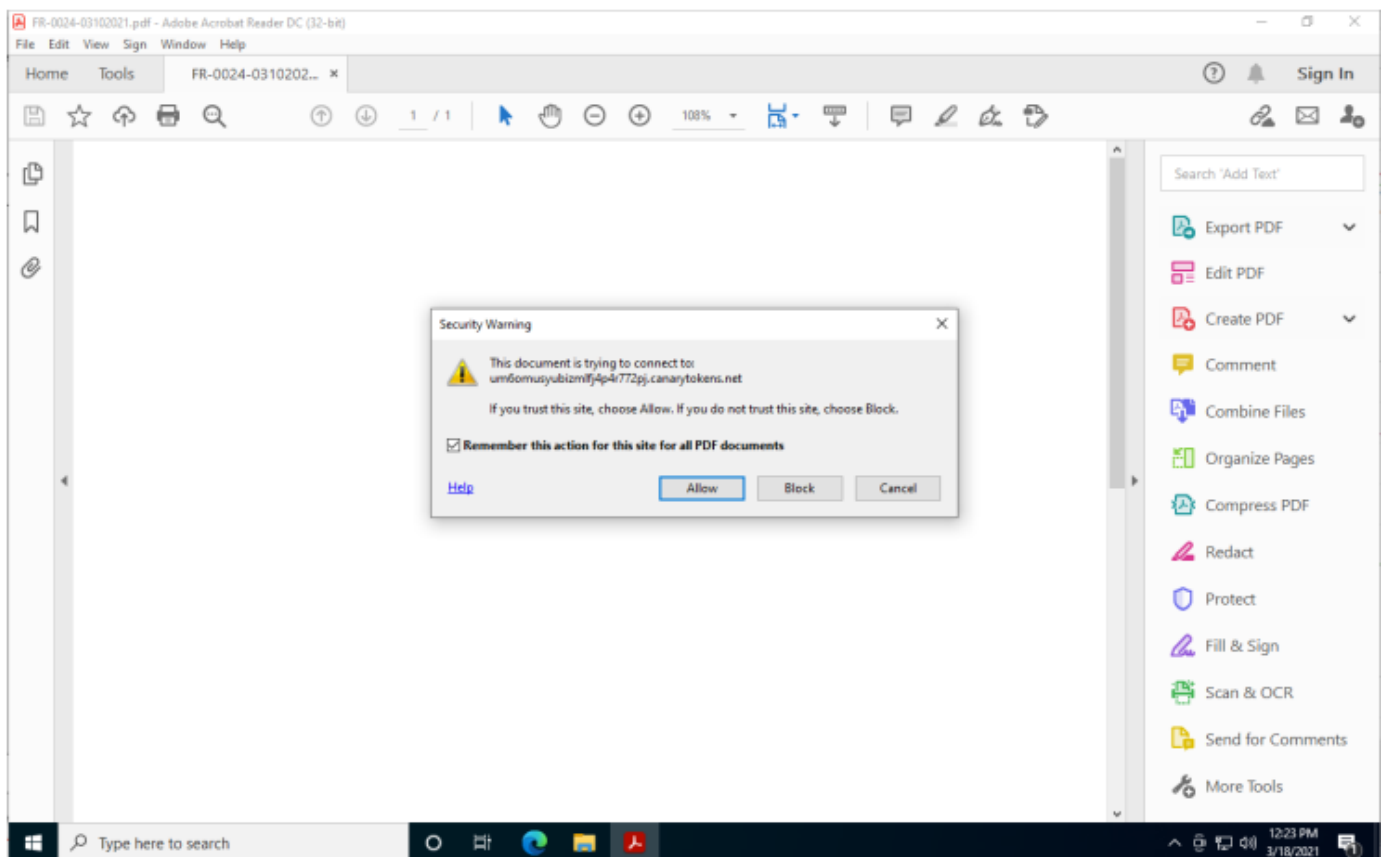 FR-0024-03102021.pdf - Adobe Acrobat Reader DC (32-bit)
File Edit View Sign Window Help
Home Tools FR-0024-0310202... × Sign In
1 / 1 108%
Search 'Add Text'
Export PDF
Edit PDF
Create PDF
Comment
Combine Files
Organize Pages
Compress PDF
Redact
Protect
Fill & Sign
Scan & OCR
Send for Comments
More Tools
Security Warning
This document is trying to connect to:
If you trust this site, choose Allow. If you do not trust this site, choose Block.
Remember this action for this site for all PDF documents
Help Allow Block Cancel
Type here to search
12:23 PM
3/18/2021